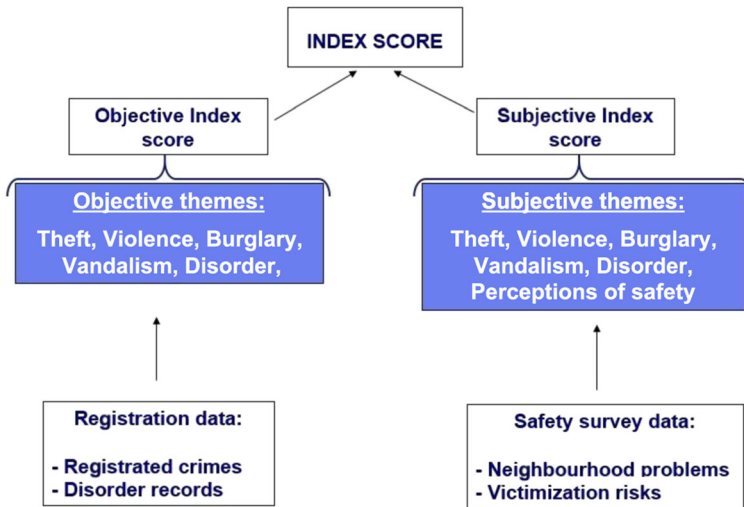 INDEX SCORE
Objective Index
score
Subjective Index
score
Objective themes:
Theft, Violence, Burglary,
Vandalism, Disorder,
Subjective themes:
Theft, Violence, Burglary,
Vandalism, Disorder,
Perceptions of safety
Registration data:
- Registrated crimes
- Disorder records
Safety survey data:
- Neighbourhood problems
- Victimization risks